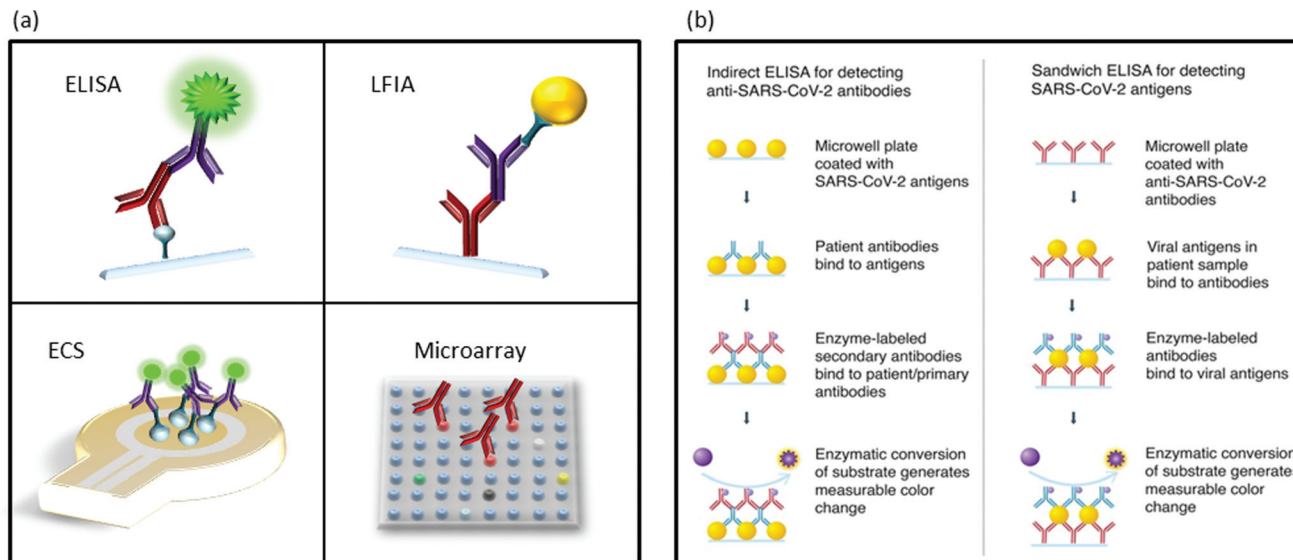 (a)
ELISA
LFIA
ECS
Microarray
(b)
Indirect ELISA for detecting
anti-SARS-CoV-2 antibodies
Microwell plate
coated with
SARS-CoV-2 antigens
Patient antibodies
bind to antigens
Enzyme-labeled
secondary antibodies
bind to patient/primary
antibodies
Enzymatic conversion
of substrate generates
measurable color
change
Sandwich ELISA for detecting
SARS-CoV-2 antigens
Microwell plate
coated with
anti-SARS-CoV-2
antibodies
Viral antigens in
patient sample
bind to antibodies
Enzyme-labeled
antibodies
bind to viral antigens
Enzymatic conversion
of substrate generates
measurable color
change